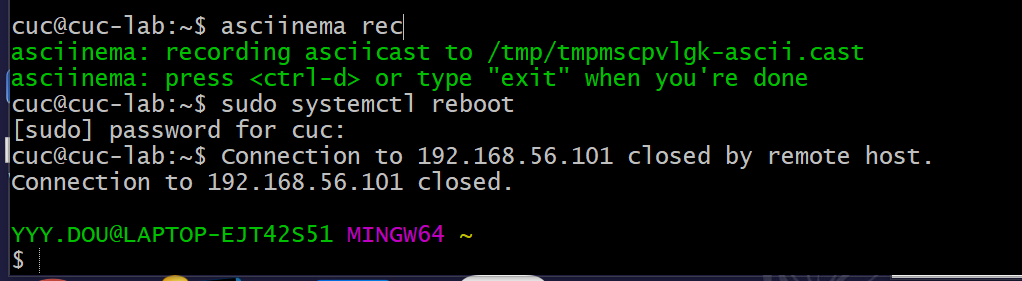 cuc@cuc-lab:~$ asciinema rec
asciinema: recording asciicast to /tmp/tmpmscpvlgk-ascii.cast
asciinema: press <ctrl-d> or type "exit" when you're done
cuc@cuc-lab:~$ sudo systemctl reboot
[sudo] password for cuc:
cuc@cuc-lab:~$ Connection to 192.168.56.101 closed by remote host.
Connection to 192.168.56.101 closed.
YYY.DOU@LAPTOP-EJT42S51 MINGW64 ~
$